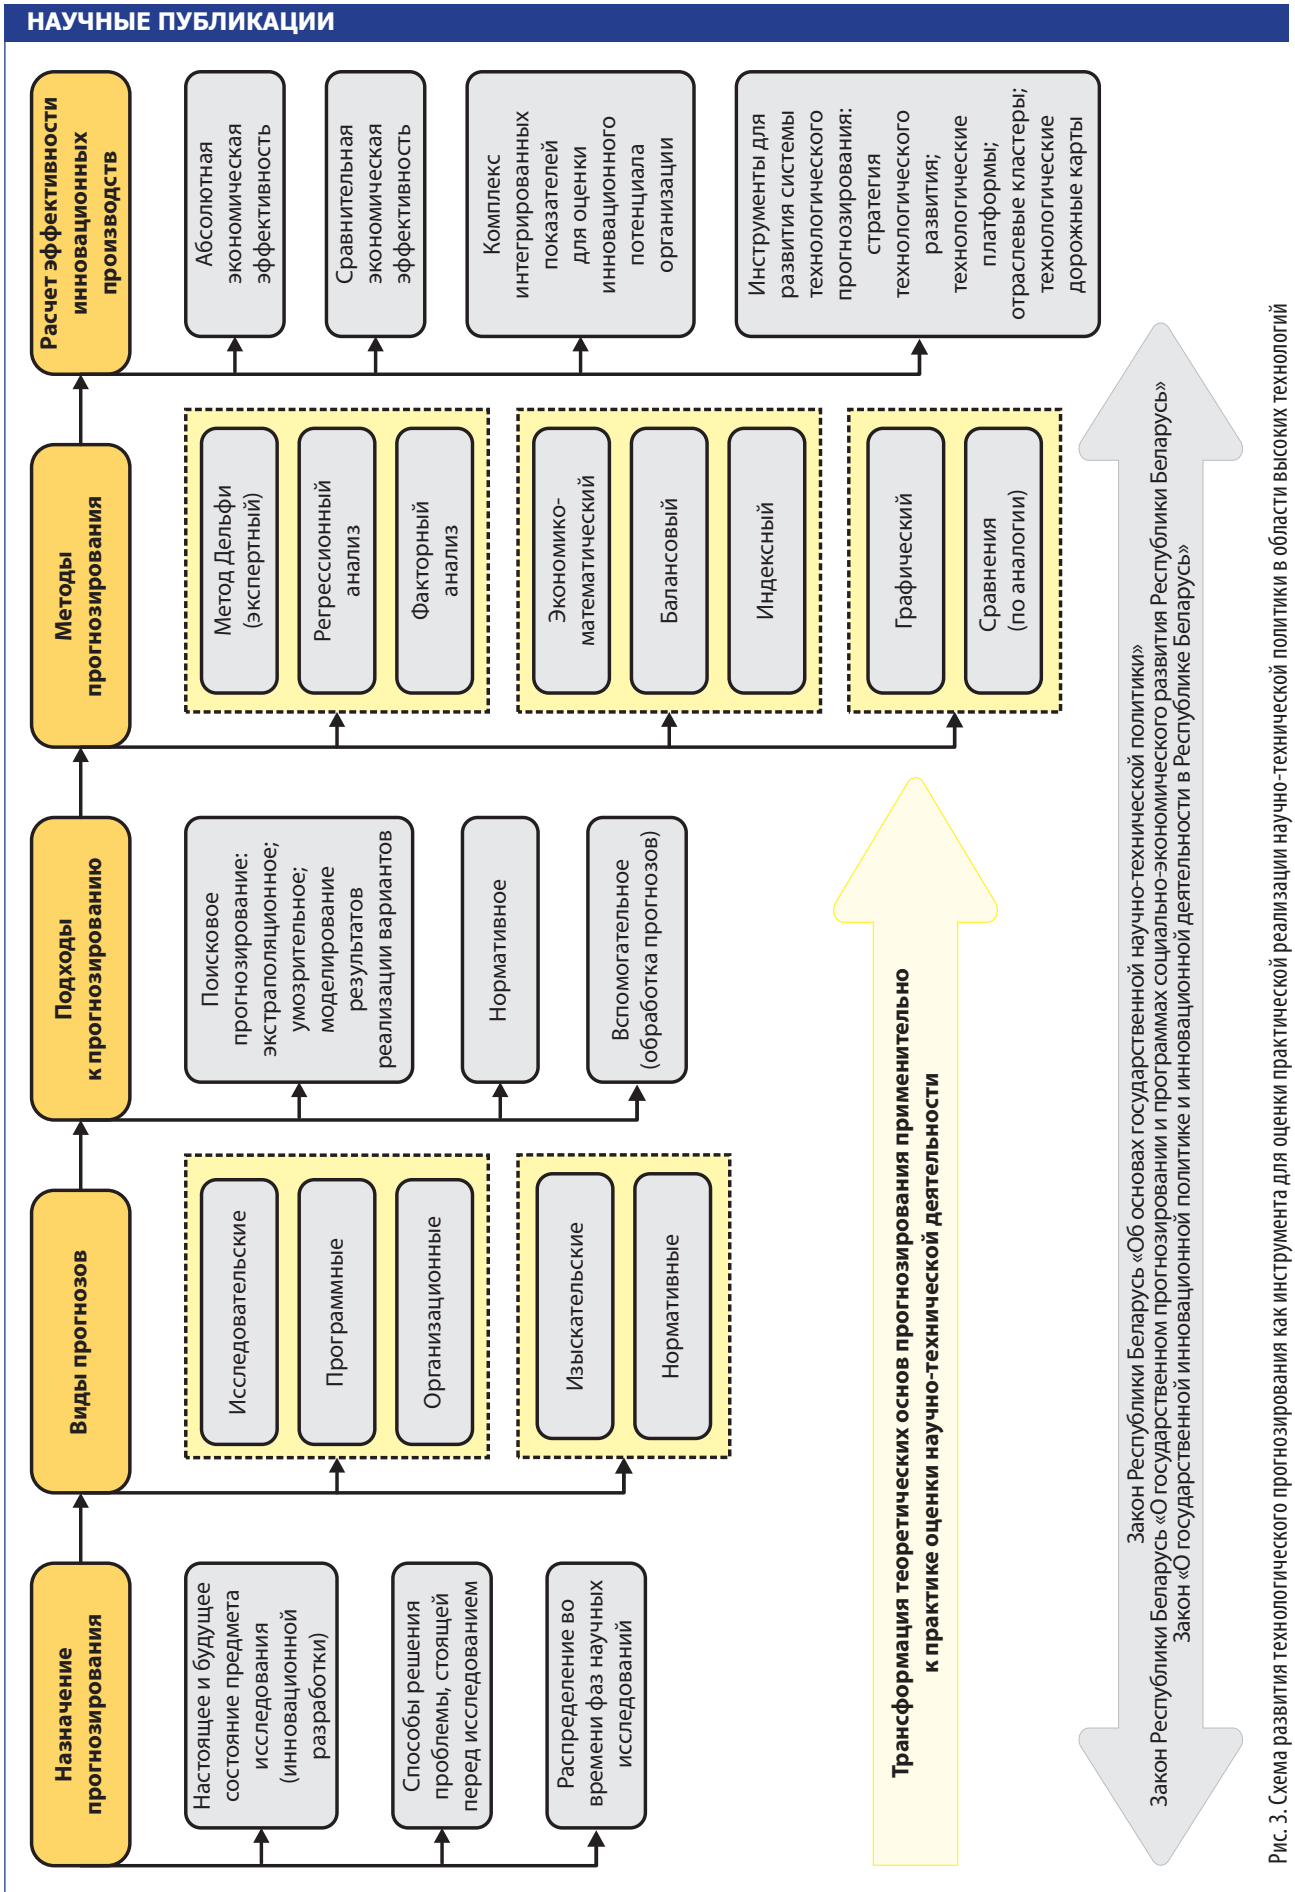 НАУЧНЫЕ ПУБЛИКАЦИИ
Назначение
прогнозирования
Настоящее и будущее
состояние предмета
исследования
(инновационной
разработки)
Способы решения
проблемы, стоящей
перед исследованием
Распределение во
времени фаз научных
исследований
Виды прогнозов
Исследовательские
Программные
Организационные
Изыскательские
Нормативные
Подходы
к прогнозированию
Поисковое
прогнозирование:
экстраполяционное;
умозрительное;
моделирование
результатов
реализации вариантов
Нормативное
Вспомогательное
(обработка прогнозов)
Методы
прогнозирования
Метод Дельфи
(экспертный)
Регрессионный
анализ
Факторный
анализ
Экономико-
математический
Балансовый
Индексный
Графический
Сравнения
(по аналогии)
Расчет эффективности
инновационных
производств
Абсолютная
экономическая
эффективность
Сравнительная
экономическая
эффективность
Комплекс
интегрированных
показателей
для оценки
инновационного
потенциала
организации
Инструменты для
развития системы
технологического
прогнозирования:
стратегия
технологического
развития;
технологические
платформы;
отраслевые кластеры;
технологические
дорожные карты
Трансформация теоретических основ прогнозирования применительно
к практике оценки научно-технической деятельности
Закон Республики Беларусь «Об основах государственной научно-технической политики»
Закон Республики Беларусь «О государственном прогнозировании и программах социально-экономического развития Республики Беларусь»
Закон «О государственной инновационной политике и инновационной деятельности в Республике Беларусь»
Рис. 3. Схема развития технологического прогнозирования как инструмента для оценки практической реализации научно-технической политики в области высоких технологий